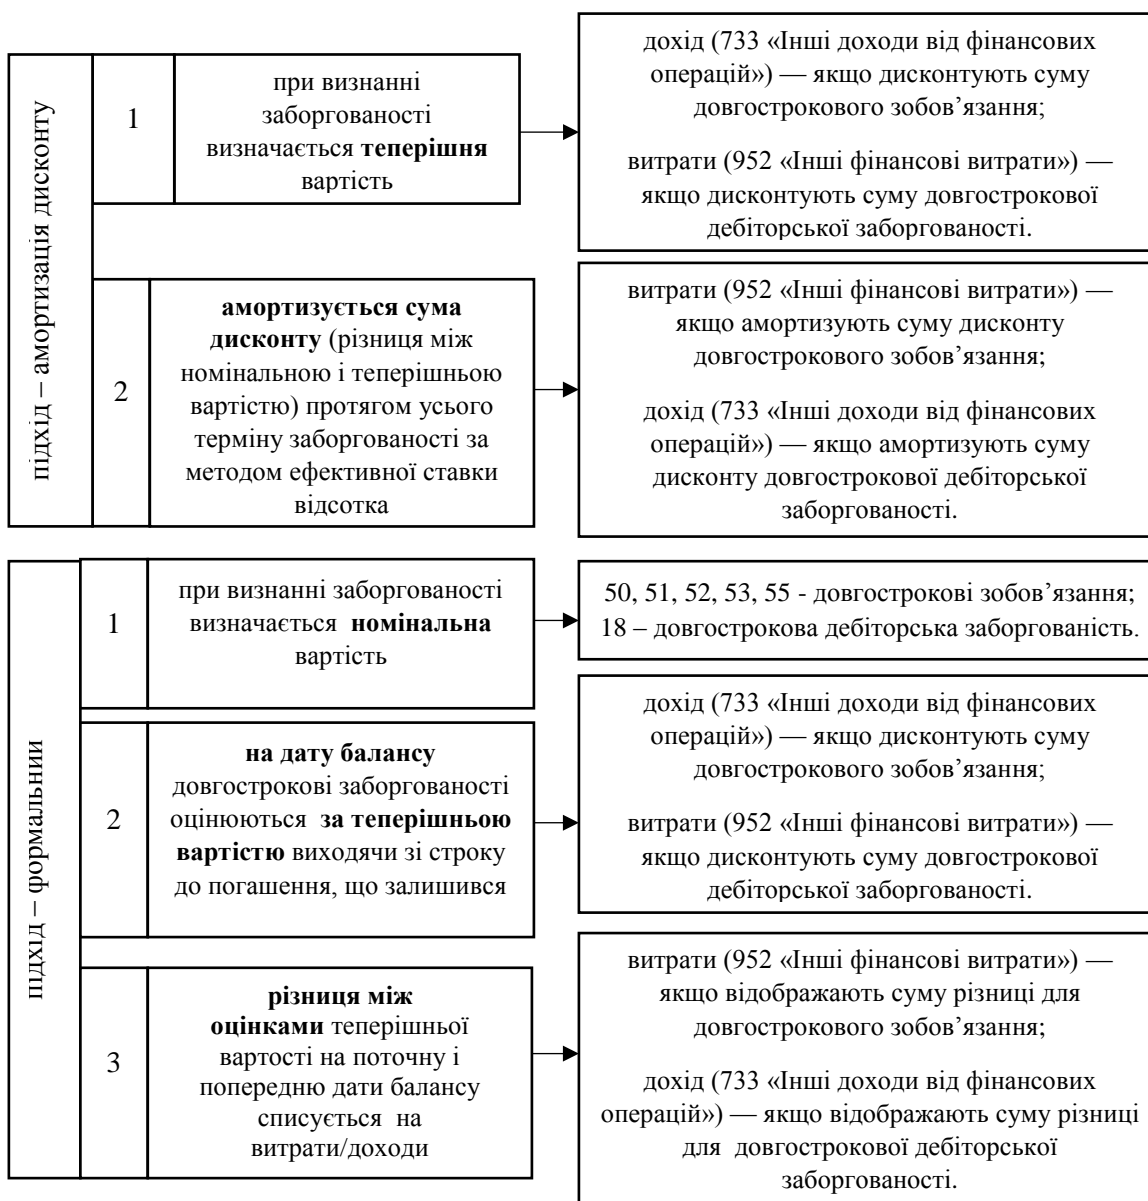 підхід – амортизація дисконту
1
при визнанні
заборгованості
визначається теперішня
вартість
дохід (733 «Інші доходи від фінансових
операцій») — якщо дисконтують суму
довгострокового зобов’язання;
витрати (952 «Інші фінансові витрати») —
якщо дисконтують суму довгострокової
дебіторської заборгованості.
2
амортизується сума
дисконту (різниця між
номінальною і теперішньою
вартістю) протягом усього
терміну заборгованості за
методом ефективної ставки
відсотка
витрати (952 «Інші фінансові витрати») —
якщо амортизують суму дисконту
довгострокового зобов’язання;
дохід (733 «Інші доходи від фінансових
операцій») — якщо амортизують суму
дисконту довгострокової дебіторської
заборгованості.
підхід – формальний
1
при визнанні заборгованості
визначається номінальна
вартість
50, 51, 52, 53, 55 - довгострокові зобов’язання;
18 – довгострокова дебіторська заборгованість.
2
на дату балансу
довгострокові заборгованості
оцінюються за теперішньою
вартістю виходячи зі строку
до погашення, що залишився
дохід (733 «Інші доходи від фінансових
операцій») — якщо дисконтують суму
довгострокового зобов’язання;
витрати (952 «Інші фінансові витрати») —
якщо дисконтують суму довгострокової
дебіторської заборгованості.
3
різниця між
оцінками теперішньої
вартості на поточну і
попередню дати балансу
списується на
витрати/доходи
витрати (952 «Інші фінансові витрати») —
якщо відображають суму різниці для
довгострокового зобов’язання;
дохід (733 «Інші доходи від фінансових
операцій») — якщо відображають суму різниці
для довгострокової дебіторської
заборгованості.